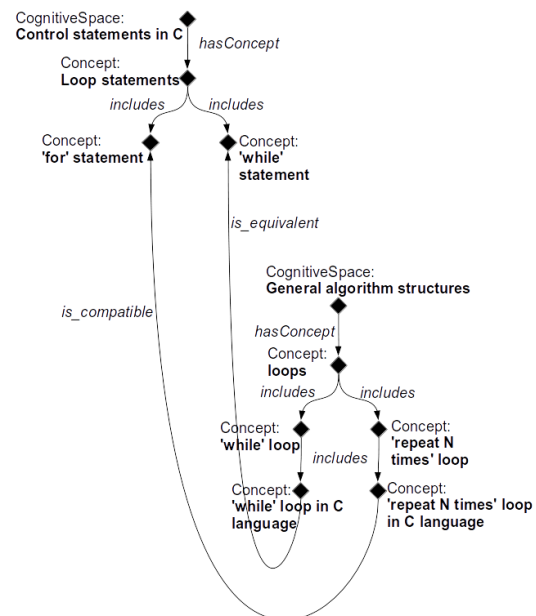 CognitiveSpace:
Control statements in C
hasConcept
Concept:
Loop statements
includes
includes
Concept:
'for' statement
Concept:
'while'
statement
is_equivalent
CognitiveSpace:
General algorithm structures
is_compatible
hasConcept
Concept:
loops
includes
includes
Concept:
'while' loop
Concept:
'repeat N
times' loop
includes
Concept:
'while' loop in C
language
Concept:
'repeat N times' loop
in C language